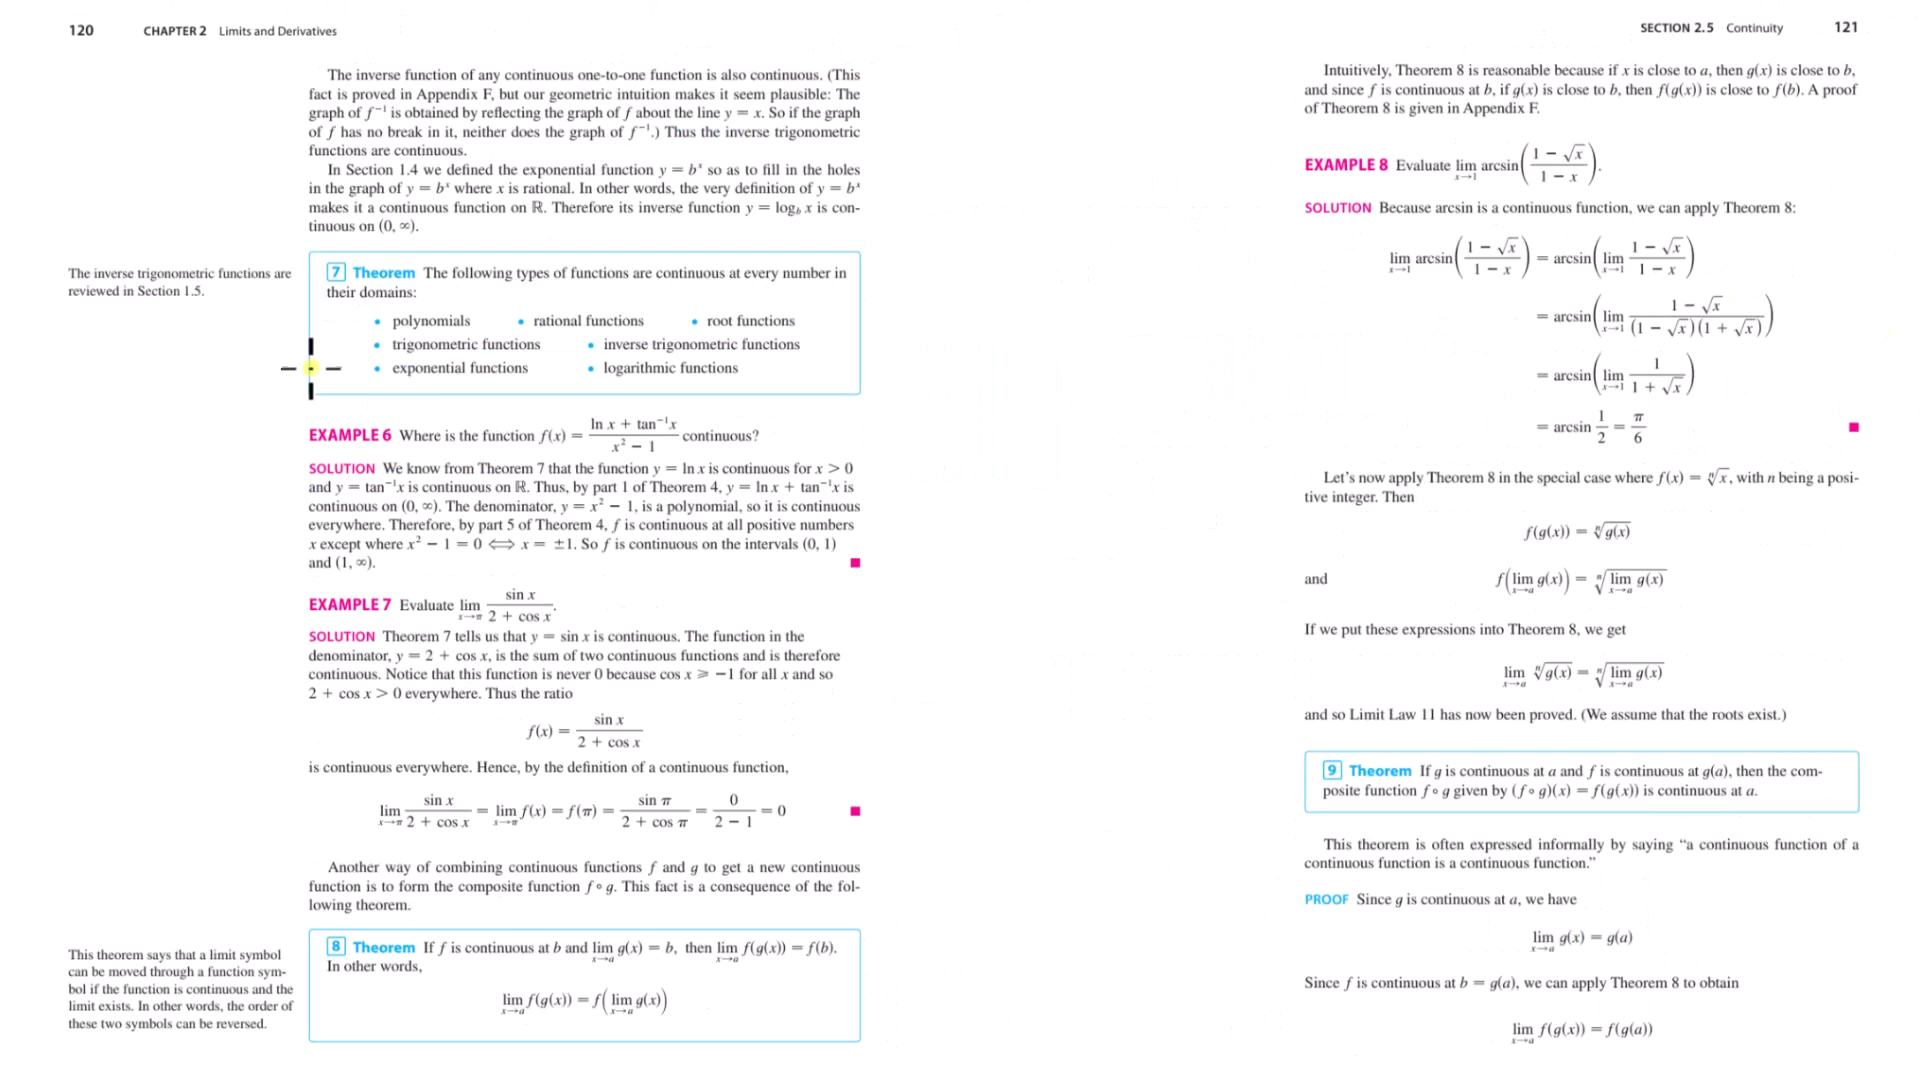 120 CHAPTER 2 Limits and Derivatives
The inverse function of any continuous one-to-one function is also continuous. (This
fact is proved in Appendix F, but our geometric intuition makes it seem plausible: The
graph of f⁻¹ is obtained by reflecting the graph of f about the line y = x. So if the graph
of f has no break in it, neither does the graph of f⁻¹.) Thus the inverse trigonometric
functions are continuous.
In Section 1.4 we defined the exponential function y = bˣ so as to fill in the holes
in the graph of y = bˣ where x is rational. In other words, the very definition of y = bˣ
makes it a continuous function on ℝ. Therefore its inverse function y = log_b x is con-
tinuous on (0, ∞).
The inverse trigonometric functions are
reviewed in Section 1.5.
7 Theorem The following types of functions are continuous at every number in
their domains:
• polynomials • rational functions • root functions
• trigonometric functions • inverse trigonometric functions
• exponential functions • logarithmic functions
EXAMPLE 6 Where is the function f(x) = (ln x + tan⁻¹x)/(x² − 1) continuous?
SOLUTION We know from Theorem 7 that the function y = ln x is continuous for x > 0
and y = tan⁻¹x is continuous on ℝ. Thus, by part 1 of Theorem 4, y = ln x + tan⁻¹x is
continuous on (0, ∞). The denominator, y = x² − 1, is a polynomial, so it is continuous
everywhere. Therefore, by part 5 of Theorem 4, f is continuous at all positive numbers
x except where x² − 1 = 0 ⟺ x = ±1. So f is continuous on the intervals (0, 1)
and (1, ∞).
EXAMPLE 7 Evaluate lim x→π sin x/(2 + cos x).
SOLUTION Theorem 7 tells us that y = sin x is continuous. The function in the
denominator, y = 2 + cos x, is the sum of two continuous functions and is therefore
continuous. Notice that this function is never 0 because cos x ⩾ −1 for all x and so
2 + cos x > 0 everywhere. Thus the ratio
f(x) = sin x/(2 + cos x)
is continuous everywhere. Hence, by the definition of a continuous function,
lim x→π sin x/(2 + cos x) = lim x→π f(x) = f(π) = sin π/(2 + cos π) = 0/(2 − 1) = 0
Another way of combining continuous functions f and g to get a new continuous
function is to form the composite function f ∘ g. This fact is a consequence of the fol-
lowing theorem.
This theorem says that a limit symbol
can be moved through a function sym-
bol if the function is continuous and the
limit exists. In other words, the order of
these two symbols can be reversed.
8 Theorem If f is continuous at b and lim x→a g(x) = b, then lim x→a f(g(x)) = f(b).
In other words,
lim x→a f(g(x)) = f(lim x→a g(x))
SECTION 2.5 Continuity 121
Intuitively, Theorem 8 is reasonable because if x is close to a, then g(x) is close to b,
and since f is continuous at b, if g(x) is close to b, then f(g(x)) is close to f(b). A proof
of Theorem 8 is given in Appendix F.
EXAMPLE 8 Evaluate lim x→1 arcsin((1 − √x)/(1 − x)).
SOLUTION Because arcsin is a continuous function, we can apply Theorem 8:
lim x→1 arcsin((1 − √x)/(1 − x)) = arcsin(lim x→1 (1 − √x)/(1 − x))
= arcsin(lim x→1 (1 − √x)/((1 − √x)(1 + √x)))
= arcsin(lim x→1 1/(1 + √x))
= arcsin 1/2 = π/6
Let's now apply Theorem 8 in the special case where f(x) = ⁿ√x, with n being a posi-
tive integer. Then
f(g(x)) = ⁿ√g(x)
and f(lim x→a g(x)) = ⁿ√(lim x→a g(x))
If we put these expressions into Theorem 8, we get
lim x→a ⁿ√g(x) = ⁿ√(lim x→a g(x))
and so Limit Law 11 has now been proved. (We assume that the roots exist.)
9 Theorem If g is continuous at a and f is continuous at g(a), then the com-
posite function f ∘ g given by (f ∘ g)(x) = f(g(x)) is continuous at a.
This theorem is often expressed informally by saying “a continuous function of a
continuous function is a continuous function.”
PROOF Since g is continuous at a, we have
lim x→a g(x) = g(a)
Since f is continuous at b = g(a), we can apply Theorem 8 to obtain
lim x→a f(g(x)) = f(g(a))